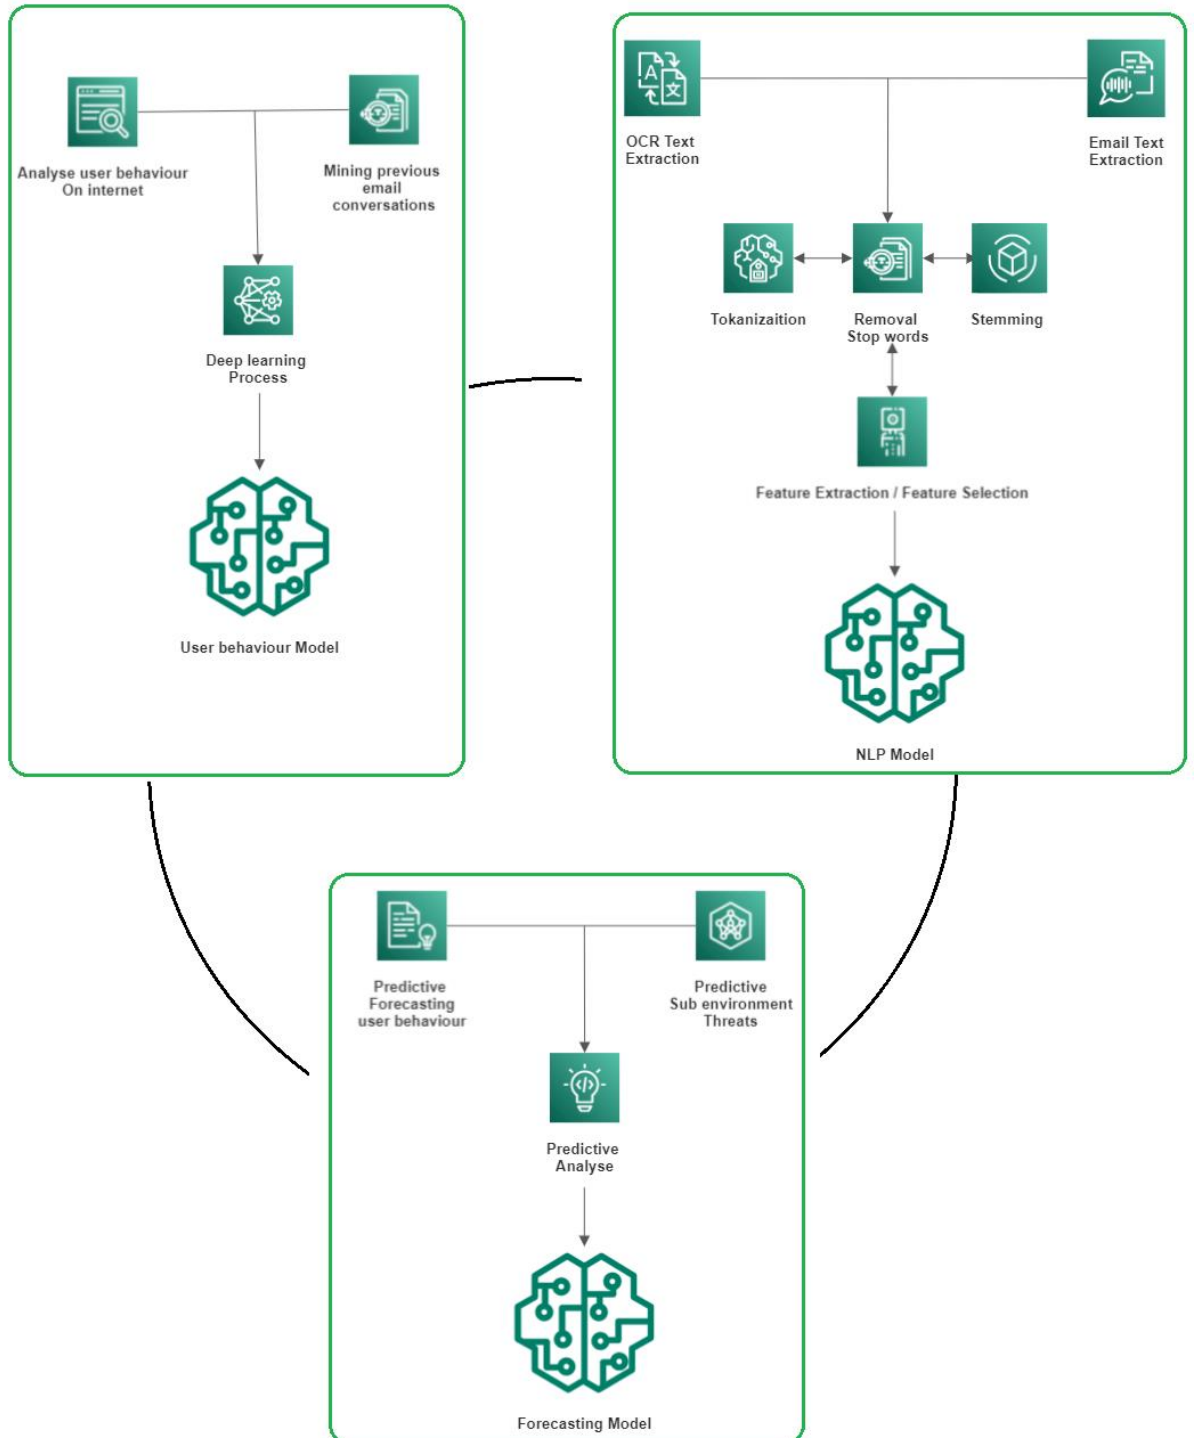 Analyse user behaviour
On internet
Mining previous
email
conversations
Deep learning
Process
User behaviour Model
OCR Text
Extraction
Email Text
Extraction
Tokanizaition
Removal
Stop words
Stemming
Feature Extraction / Feature Selection
NLP Model
Predictive
Forecasting
user behaviour
Predictive
Sub environment
Threats
Predictive
Analyse
Forecasting Model